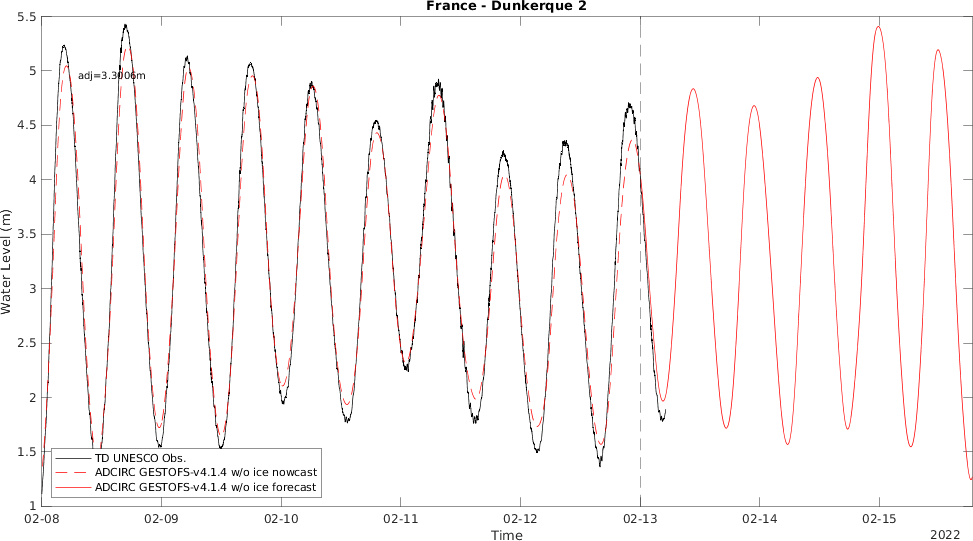 France - Dunkerque 2
5.5
5
4.5
4
3.5
3
2.5
2
1.5
1
Water Level (m)
adj=3.3006m
TD UNESCO Obs.
ADCIRC GESTOFS-v4.1.4 w/o ice nowcast
ADCIRC GESTOFS-v4.1.4 w/o ice forecast
02-08 02-09 02-10 02-11 02-12 02-13 02-14 02-15
Time
2022